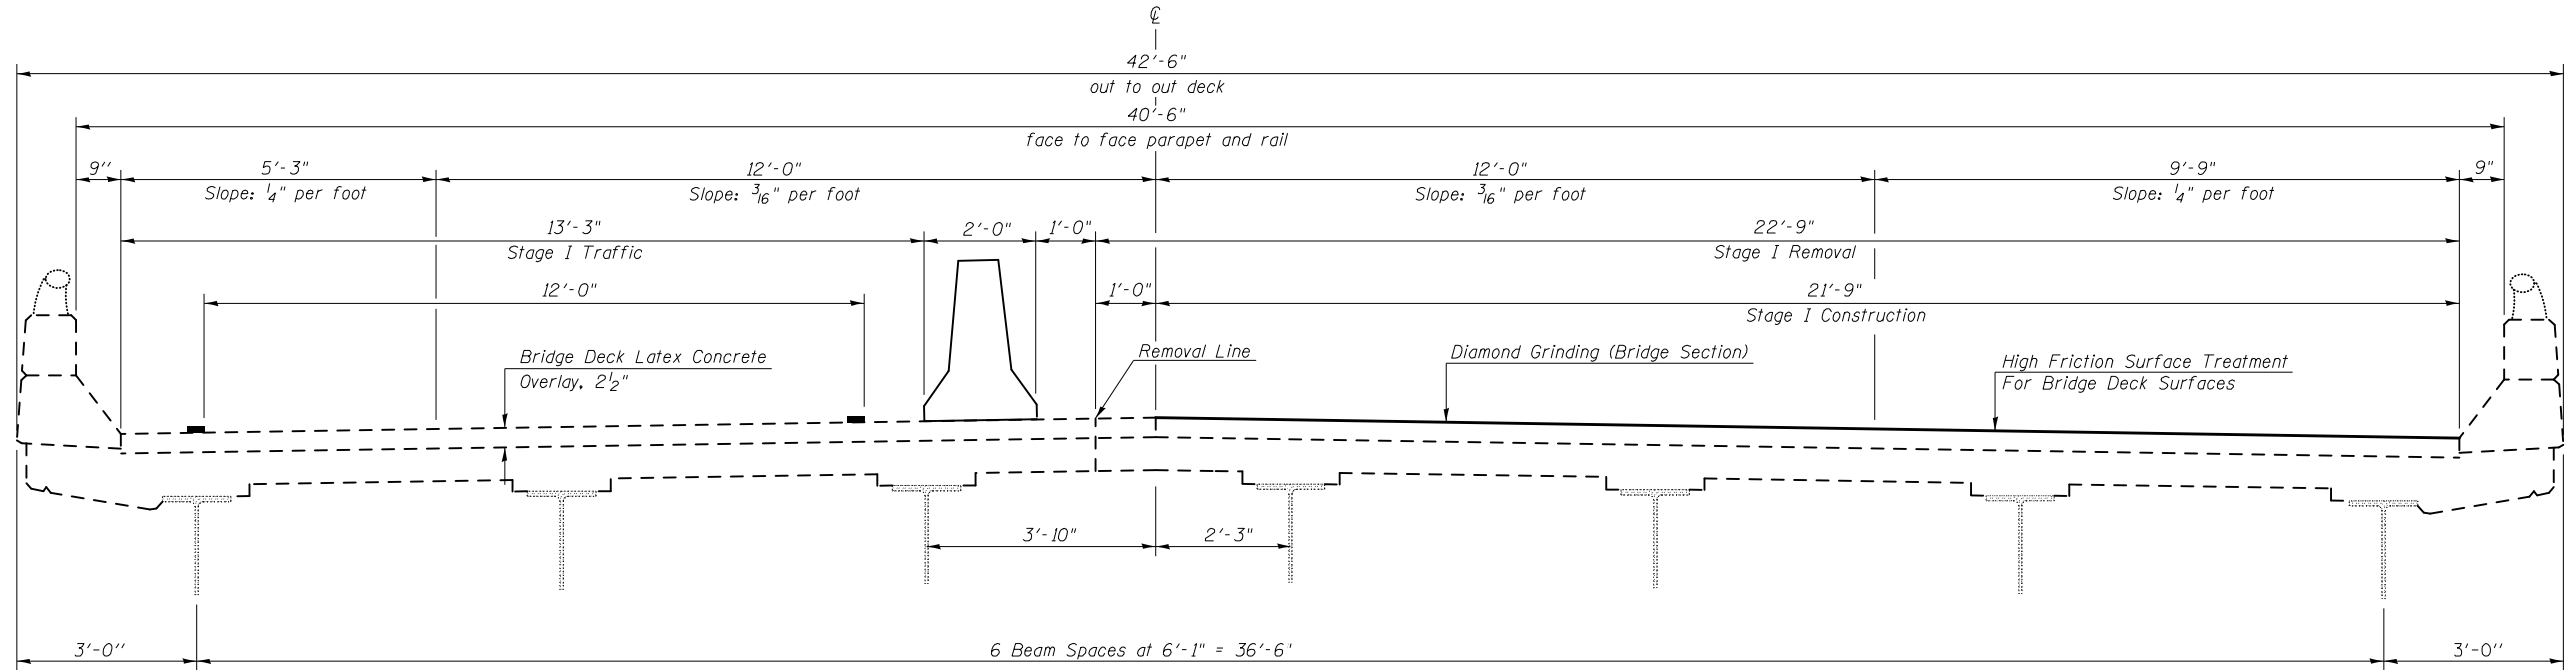 ℄
42'-6"
out to out deck
40'-6"
face to face parapet and rail
9" 5'-3" 12'-0" 12'-0" 9'-9" 9"
Slope: 1/4" per foot Slope: 3/16" per foot Slope: 3/16" per foot Slope: 1/4" per foot
13'-3" 2'-0" 1'-0" 22'-9"
Stage I Traffic Stage I Removal
12'-0" 1'-0" 21'-9"
Stage I Construction
Bridge Deck Latex Concrete
Overlay, 2 1/2"
Removal Line
Diamond Grinding (Bridge Section)
High Friction Surface Treatment
For Bridge Deck Surfaces
3'-10" 2'-3"
3'-0" 6 Beam Spaces at 6'-1" = 36'-6" 3'-0"